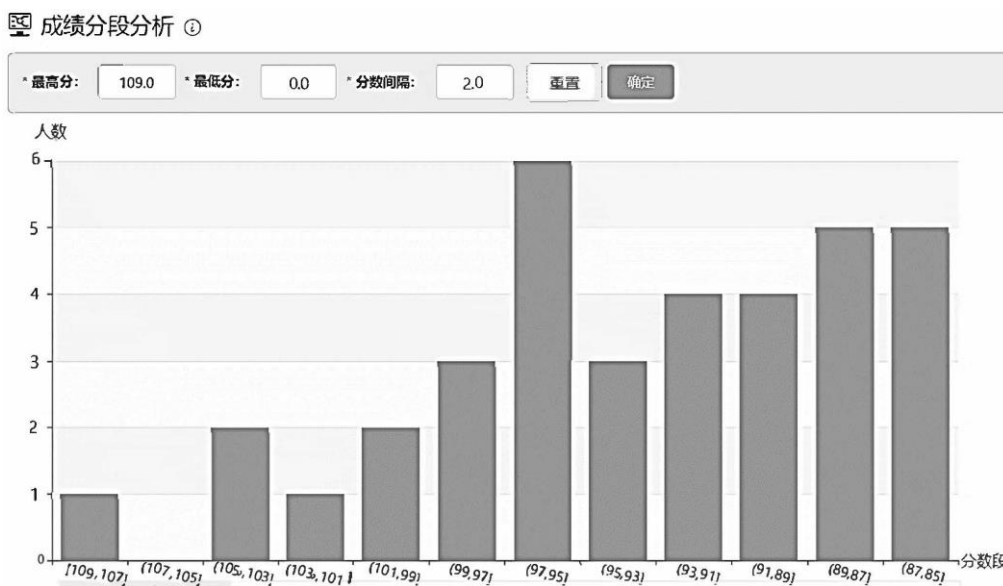 成绩分段分析
* 最高分: 109.0 * 最低分: 0.0 * 分数间隔: 2.0 重置 确定
人数
6
5
4
3
2
1
0
[109,107] (107,105] (105,103] (103,101] (101,99] (99,97] (97,95] (95,93] (93,91] (91,89] (89,87] (87,85] 分数段